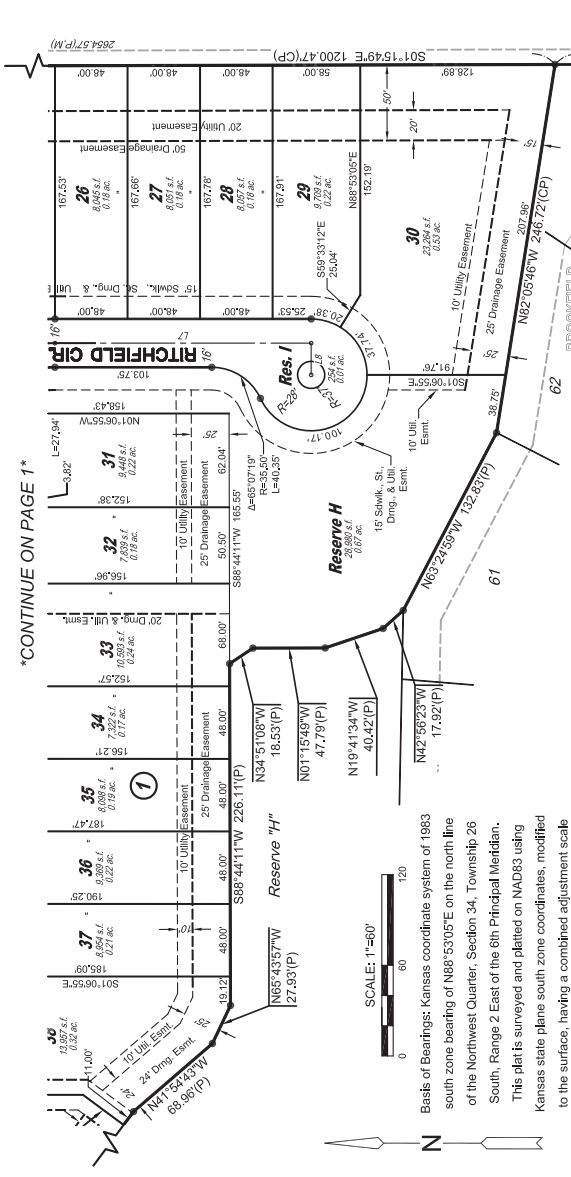 *CONTINUE ON PAGE 1*
2654.57'(P,M)
S01°15'49"E 1200.47'(CP)
48.00'
48.00'
48.00'
58.00'
128.89'
20' Utility Easement
50' Drainage Easement
50'
20'
15'
167.53'
26
8,045 s.f.
0.18 ac.
"
167.66'
27
8,051 s.f.
0.18 ac.
"
167.78'
28
8,057 s.f.
0.18 ac.
"
167.91'
29
9,709 s.f.
0.22 ac.
N88°53'05"E
152.19'
30
23,264 s.f.
0.53 ac.
10' Utility Easement
25' Drainage Easement
207.96'
N82°05'46"W 246.72'(CP)
25'
S59°33'12"E
25.04'
15' Sdwlk., St., Drng., & Util.
48.00'
48.00'
48.00'
25.53'
20.38'
37.74'
16'
L7
RITCHFIELD CIR.
16'
103.75'
Res. I
254 s.f.
0.01 ac.
L8
R=28'
R=37'
100.17'
S01°06'55"E
91.76'
38.75'
10' Util.
Esmt.
62
61
L=27.94'
3.82'
158.43'
N01°06'55"W
31
9,448 s.f.
0.22 ac.
152.38'
32
7,839 s.f.
0.18 ac.
156.96'
"
20' Drng. & Util. Esmt.
33
10,593 s.f.
0.24 ac.
152.57'
"
34
7,322 s.f.
0.17 ac.
156.21'
35
8,098 s.f.
0.19 ac.
"
1
187.47'
36
9,369 s.f.
0.22 ac.
"
190.25'
37
8,954 s.f.
0.21 ac.
"
185.09'
S01°06'55"E
13,957 s.f.
0.32 ac.
11.00'
25'
10' Utility Easement
25' Drainage Easement
62.04'
50.50'
S88°44'11"W 165.55'
68.00'
Δ=65°07'19"
R=35.50'
L=40.35'
15' Sdwlk., St.,
Drng., & Util.
Esmt.
Reserve H
28,980 s.f.
0.67 ac.
N63°24'59"W 132.83'(P)
10' Utility Easement
25' Drainage Easement
10'
48.00'
48.00'
48.00'
48.00'
19.12'
S88°44'11"W 226.11'(P)
N34°51'08"W
18.53'(P)
N01°15'49"W
47.79'(P)
N19°41'34"W
40.42'(P)
N42°56'23"W
17.92'(P)
Reserve "H"
N65°43'57"W
27.93'(P)
25'
10' Util. Esmt.
24' Drng. Esmt.
24'
N41°54'43"W
68.96'(P)
SCALE: 1"=60'
0
60
120
N
Basis of Bearings: Kansas coordinate system of 1983
south zone bearing of N88°53'05"E on the north line
of the Northwest Quarter, Section 34, Township 26
South, Range 2 East of the 6th Principal Meridian.
This plat is surveyed and platted on NAD83 using
Kansas state plane south zone coordinates, modified
to the surface, having a combined adjustment scale